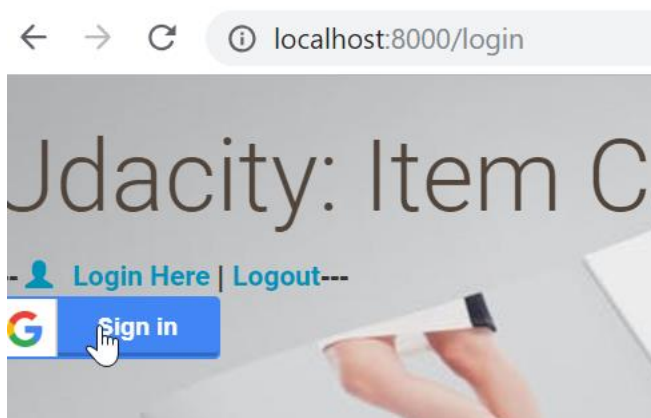 localhost:8000/login
Udacity: Item C
-- Login Here | Logout---
G Sign in